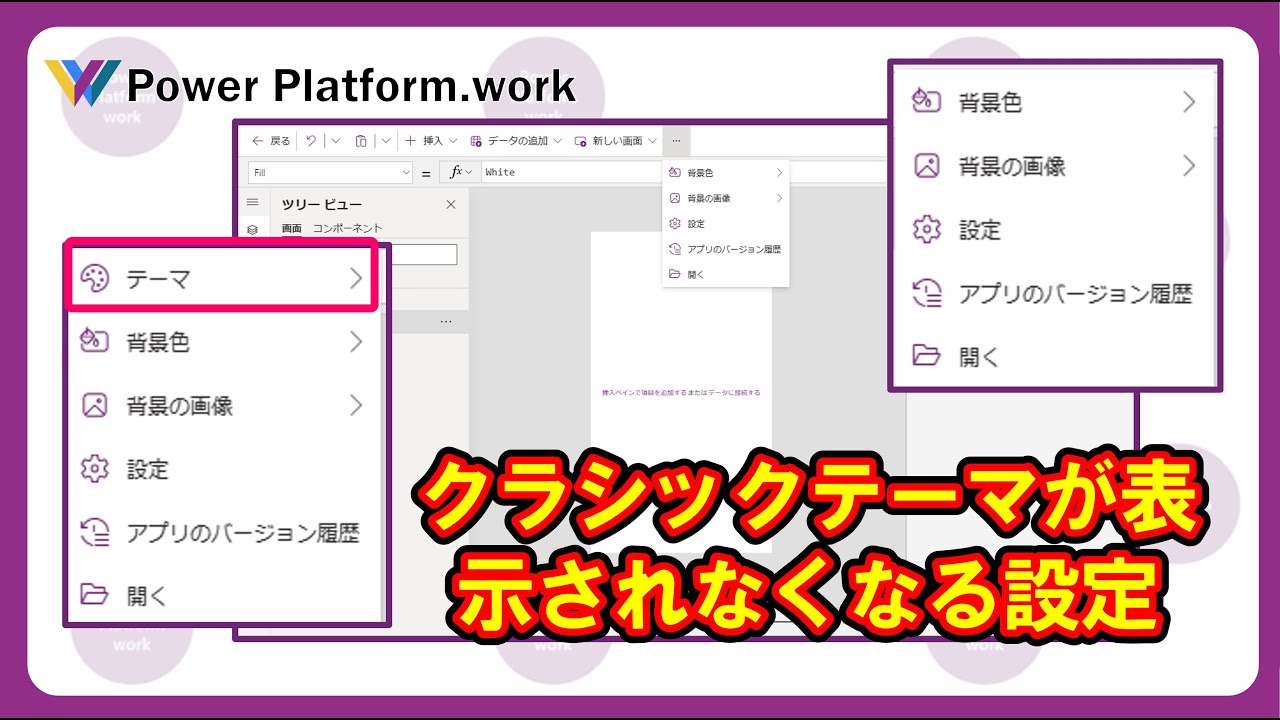 Power Platform.work
戻る
挿入
データの追加
新しい画面
...
Fill
=
fx
White
ツリー ビュー
画面 コンポーネント
...
背景色
背景の画像
設定
アプリのバージョン履歴
開く
挿入ペインで項目を追加する または データに接続する
テーマ
背景色
背景の画像
設定
アプリのバージョン履歴
開く
背景色
背景の画像
設定
アプリのバージョン履歴
開く
クラシックテーマが表
示されなくなる設定
work
work
work
work